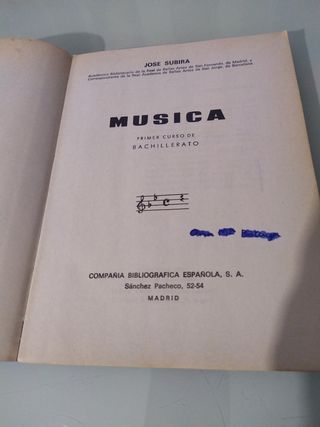 JOSE SUBIRA
Académico Bibliotecario de la Real de Bellas Artes de San Fernando, de Madrid, y
Correspondiente de la Real Academia de Bellas Artes de San Jorge, de Barcelona
MUSICA
PRIMER CURSO DE
BACHILLERATO
COMPAÑIA BIBLIOGRAFICA ESPAÑOLA, S. A.
Sánchez Pacheco, 52-54
MADRID